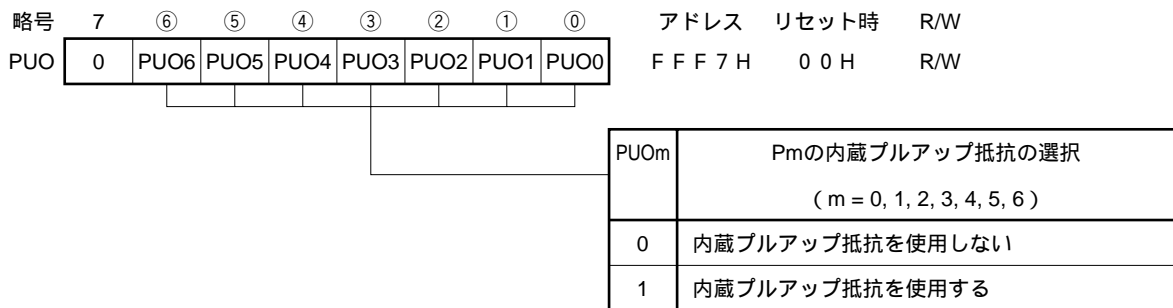 略号 7 ⑥ ⑤ ④ ③ ② ① ⓪ アドレス リセット時 R/W
PUO 0 PUO6 PUO5 PUO4 PUO3 PUO2 PUO1 PUO0 FFF7H 00H R/W
PUOm Pmの内蔵プルアップ抵抗の選択
(m = 0, 1, 2, 3, 4, 5, 6)
0 内蔵プルアップ抵抗を使用しない
1 内蔵プルアップ抵抗を使用する